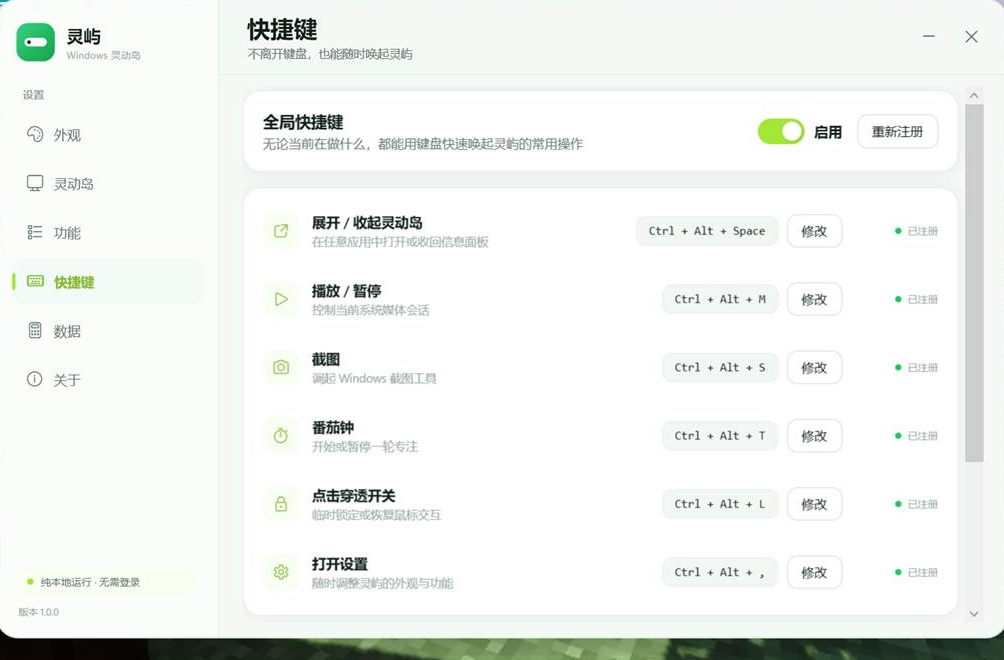 灵屿
Windows 灵动岛
设置
外观
灵动岛
功能
快捷键
数据
关于
纯本地运行 · 无需登录
版本 1.0.0
快捷键
不离开键盘，也能随时唤起灵屿
全局快捷键
无论当前在做什么，都能用键盘快速唤起灵屿的常用操作
启用
重新注册
展开 / 收起灵动岛
在任意应用中打开或收回信息面板
Ctrl + Alt + Space
修改
已注册
播放 / 暂停
控制当前系统媒体会话
Ctrl + Alt + M
修改
已注册
截图
调起 Windows 截图工具
Ctrl + Alt + S
修改
已注册
番茄钟
开始或暂停一轮专注
Ctrl + Alt + T
修改
已注册
点击穿透开关
临时锁定或恢复鼠标交互
Ctrl + Alt + L
修改
已注册
打开设置
随时调整灵屿的外观与功能
Ctrl + Alt + ,
修改
已注册